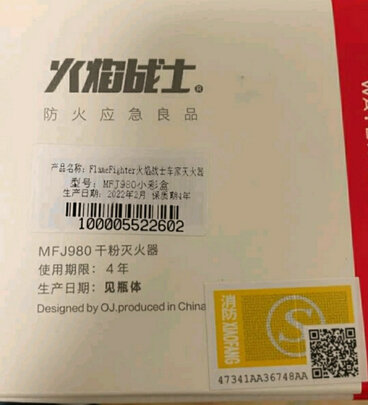 火焰战士®
防火应急良品
产品名称: FlameFighter火焰战士车家灭火器
型号: MFJ980小彩盒
生产日期: 2022年2月 保质期4年
100005522602
MFJ980 干粉灭火器
使用期限: 4年
生产日期: 见瓶体
Designed by OJ.produced in China
消防 XIAOFANG
S
47341AA36748AA